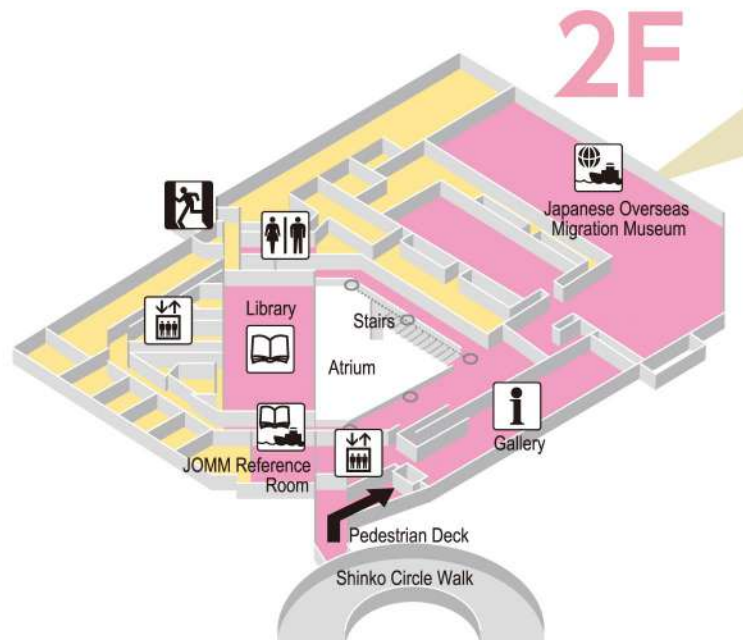 2F
Japanese Overseas
Migration Museum
Library
Stairs
Atrium
Gallery
JOMM Reference
Room
Pedestrian Deck
Shinko Circle Walk